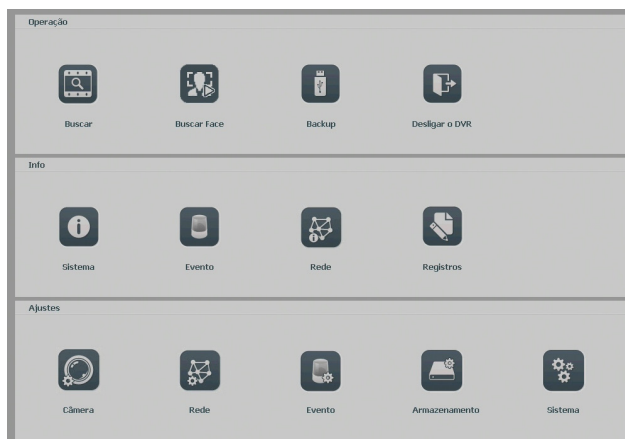 Operação
Buscar Buscar Face Backup Desligar o DVR
Info
Sistema Evento Rede Registros
Ajustes
Câmera Rede Evento Armazenamento Sistema